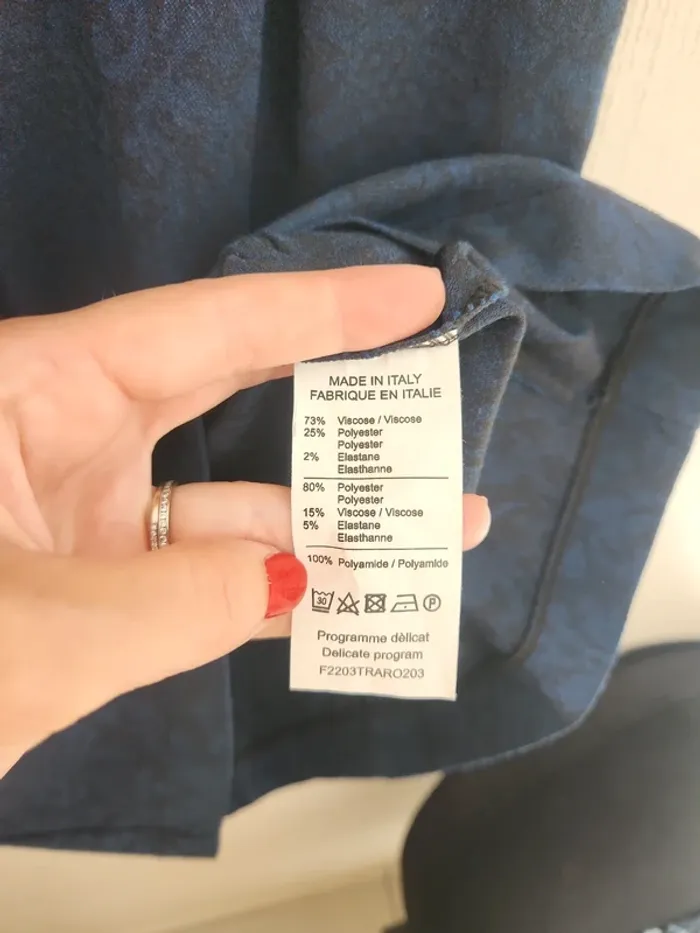 MADE IN ITALY
FABRIQUE EN ITALIE
73% Viscose / Viscose
25% Polyester
Polyester
2% Elastane
Elasthanne
80% Polyester
Polyester
15% Viscose / Viscose
5% Elastane
Elasthanne
100% Polyamide / Polyamide
30 P
Programme dèlicat
Delicate program
F2203TRARO203